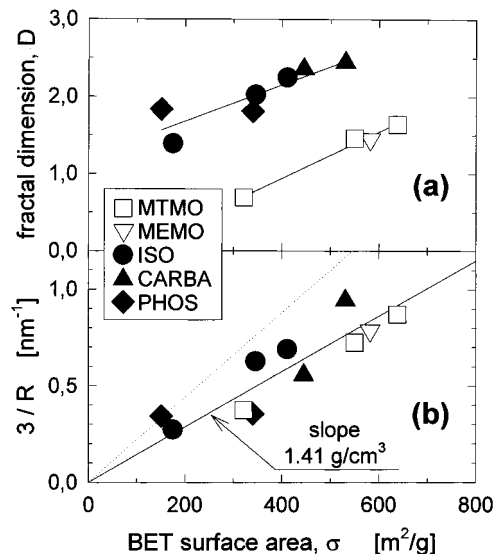 3,0
2,0
1,0
0,0
fractal dimension, D
(a)
MTMO
MEMO
ISO
CARBA
PHOS
1,0
0,5
0,0
3 / R [nm⁻¹]
(b)
slope
1.41 g/cm³
0 200 400 600 800
BET surface area, σ [m²/g]